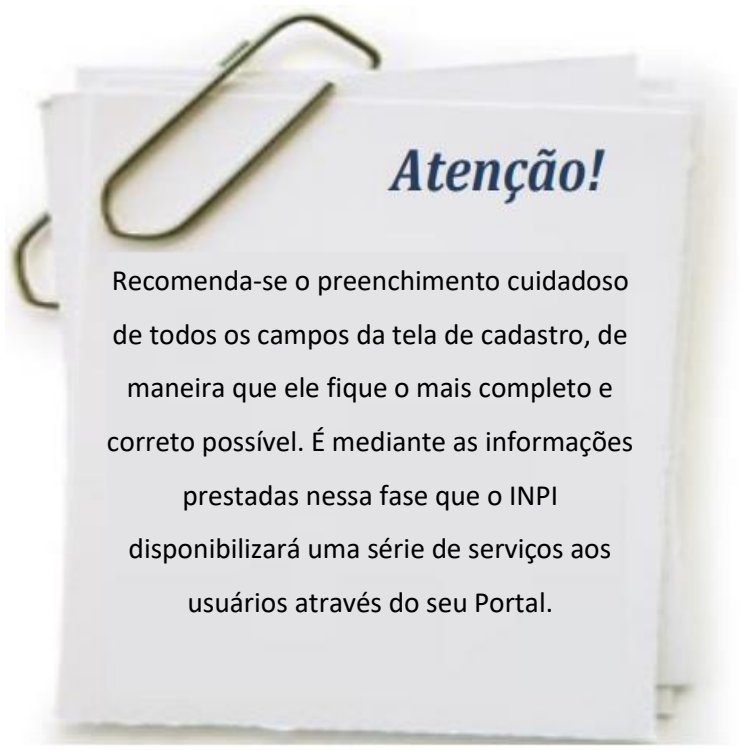 Atenção!
Recomenda-se o preenchimento cuidadoso
de todos os campos da tela de cadastro, de
maneira que ele fique o mais completo e
correto possível. É mediante as informações
prestadas nessa fase que o INPI
disponibilizará uma série de serviços aos
usuários através do seu Portal.